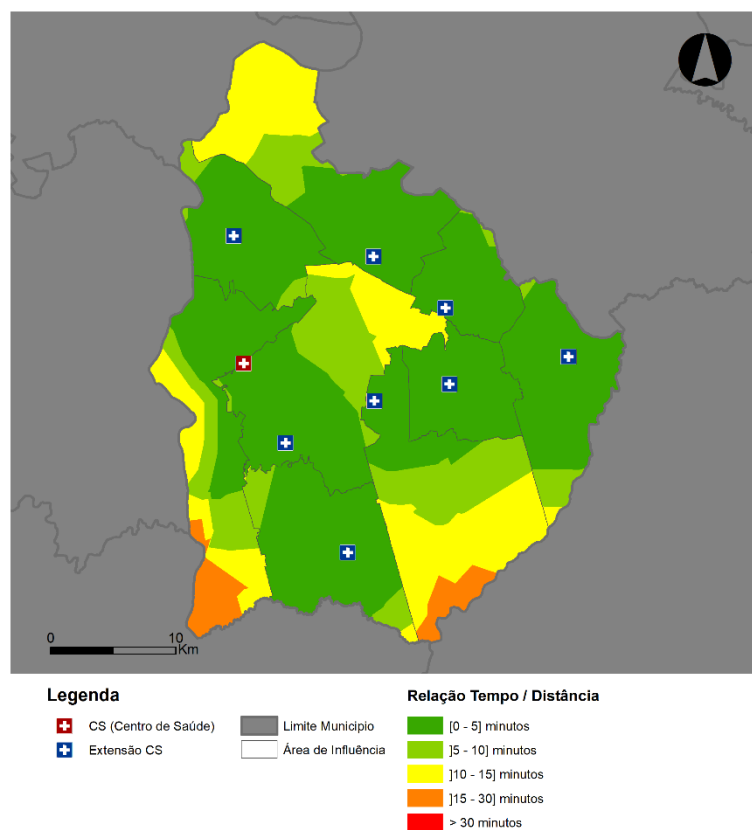 0 10
Km
Legenda
CS (Centro de Saúde)
Extensão CS
Limite Municipio
Área de Influência
Relação Tempo / Distância
[0 - 5] minutos
]5 - 10] minutos
]10 - 15] minutos
]15 - 30] minutos
> 30 minutos